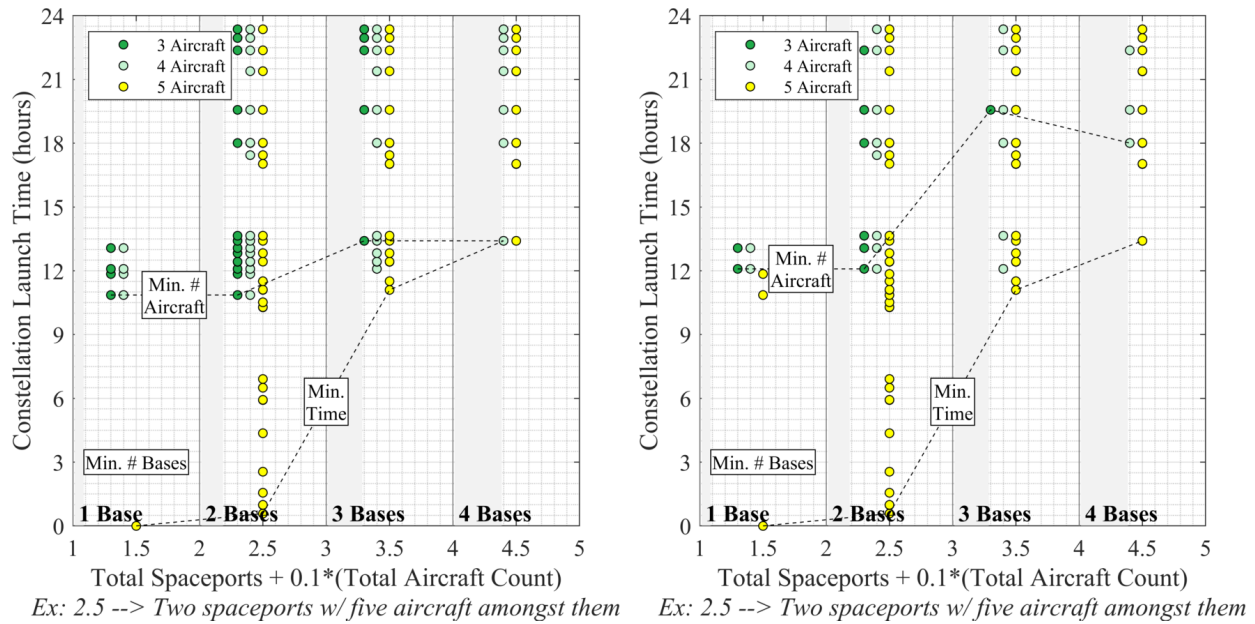 24
21
18
15
12
9
6
3
0
Constellation Launch Time (hours)
3 Aircraft
4 Aircraft
5 Aircraft
Min. #
Aircraft
Min.
Time
Min. # Bases
1 Base
2 Bases
3 Bases
4 Bases
1 1.5 2 2.5 3 3.5 4 4.5 5
Total Spaceports + 0.1*(Total Aircraft Count)
Ex: 2.5 --> Two spaceports w/ five aircraft amongst them
24
21
18
15
12
9
6
3
0
Constellation Launch Time (hours)
3 Aircraft
4 Aircraft
5 Aircraft
Min. #
Aircraft
Min.
Time
Min. # Bases
1 Base
2 Bases
3 Bases
4 Bases
1 1.5 2 2.5 3 3.5 4 4.5 5
Total Spaceports + 0.1*(Total Aircraft Count)
Ex: 2.5 --> Two spaceports w/ five aircraft amongst them